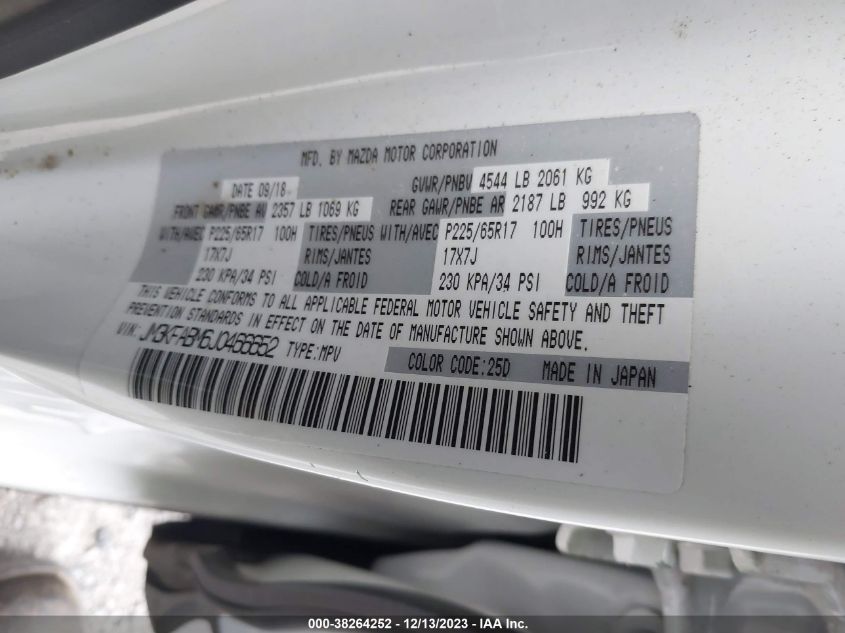 MFD. BY MAZDA MOTOR CORPORATION
DATE 09/18 GVWR/PNBV 4544 LB 2061 KG
FRONT GAWR/PNBE AV 2357 LB 1069 KG REAR GAWR/PNBE AR 2187 LB 992 KG
WITH/AVEC P225/65R17 100H TIRES/PNEUS WITH/AVEC P225/65R17 100H TIRES/PNEUS
17X7J RIMS/JANTES 17X7J RIMS/JANTES
230 KPA/34 PSI COLD/A FROID 230 KPA/34 PSI COLD/A FROID
THIS VEHICLE CONFORMS TO ALL APPLICABLE FEDERAL MOTOR VEHICLE SAFETY AND THEFT
PREVENTION STANDARDS IN EFFECT ON THE DATE OF MANUFACTURE SHOWN ABOVE.
VIN: JM3KFABM6J0466652 TYPE:MPV
COLOR CODE:25D MADE IN JAPAN
000-38264252 - 12/13/2023 - IAA INC.